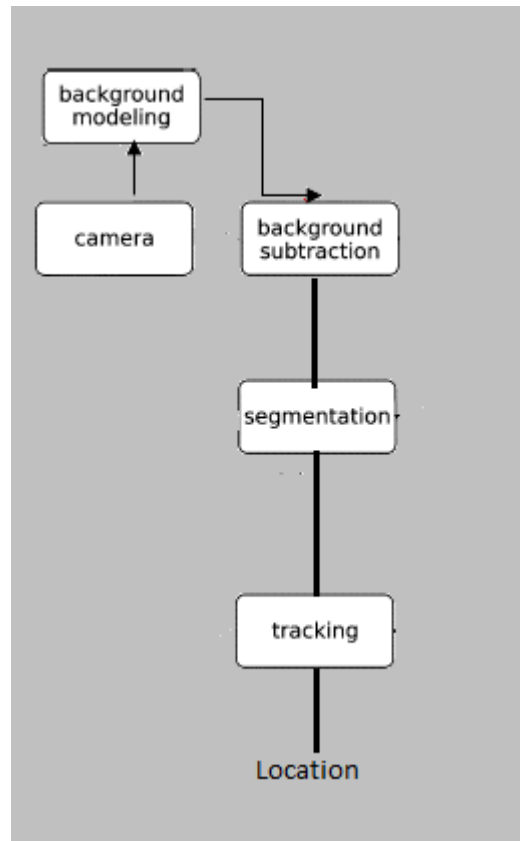 background
modeling
camera
background
subtraction
segmentation
tracking
Location